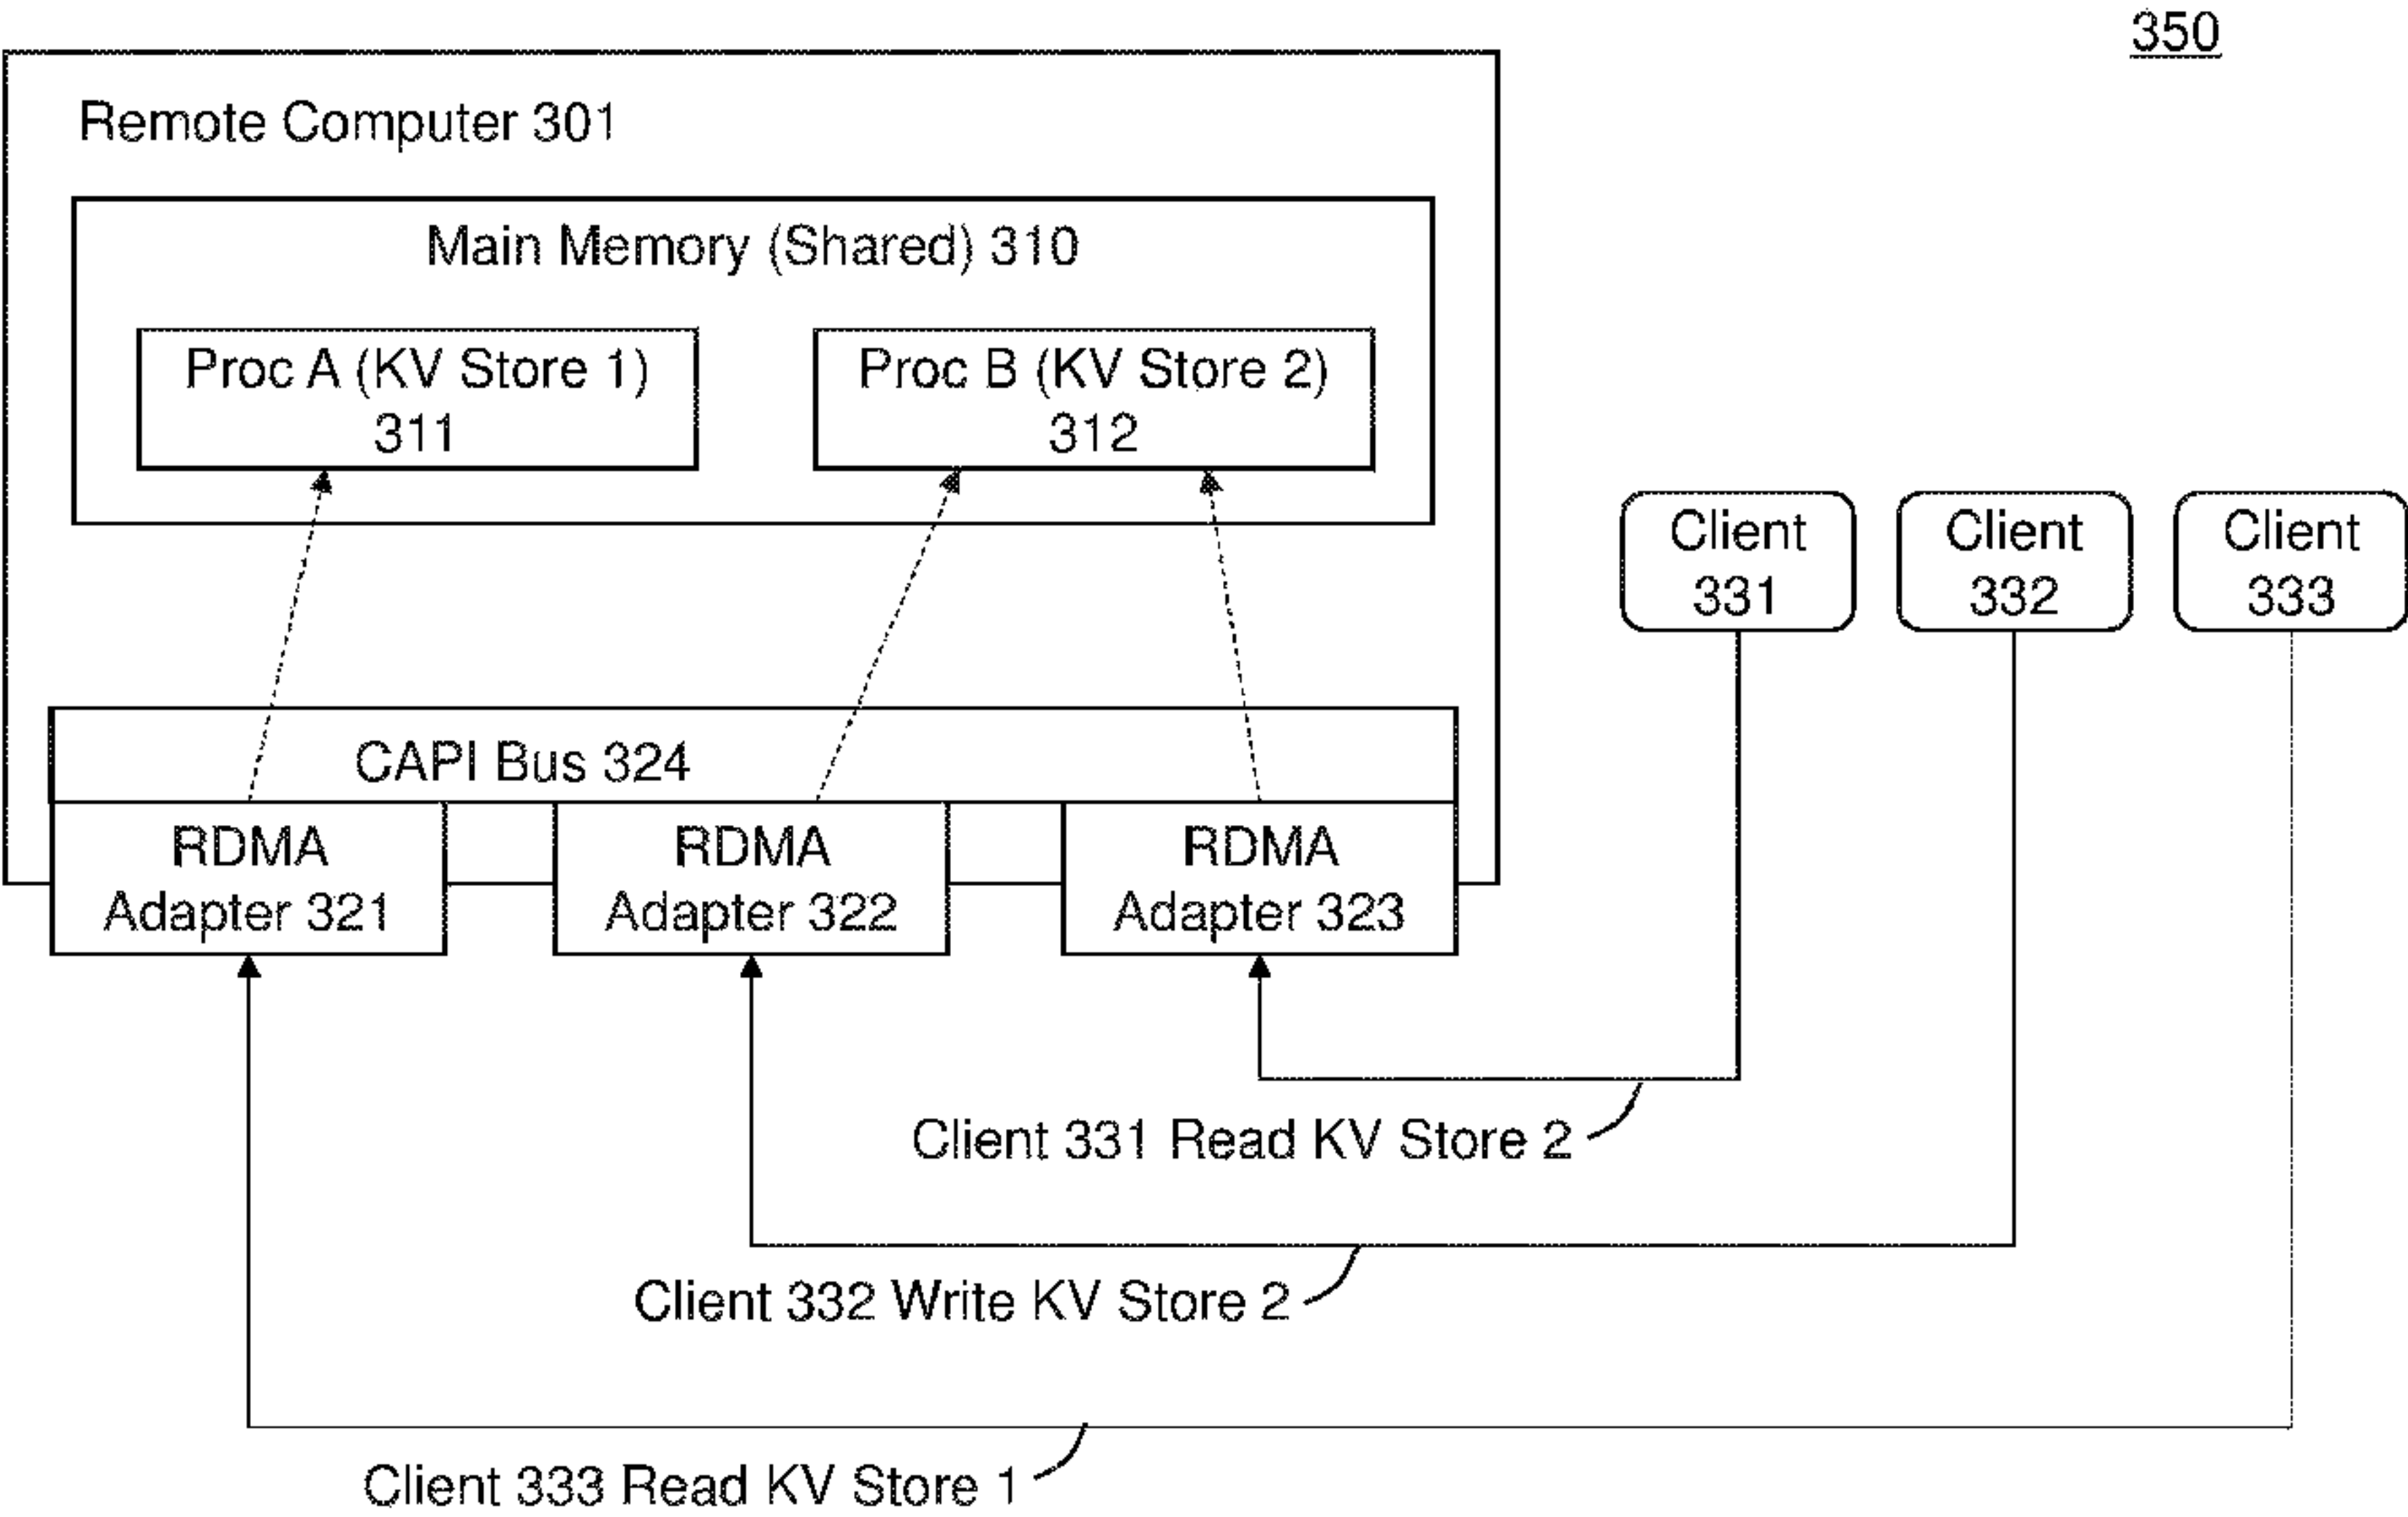 350
Remote Computer 301
Main Memory (Shared) 310
Proc A (KV Store 1)
311
Proc B (KV Store 2)
312
Client
331
Client
332
Client
333
CAPI Bus 324
RDMA
Adapter 321
RDMA
Adapter 322
RDMA
Adapter 323
Client 331 Read KV Store 2
Client 332 Write KV Store 2
Client 333 Read KV Store 1